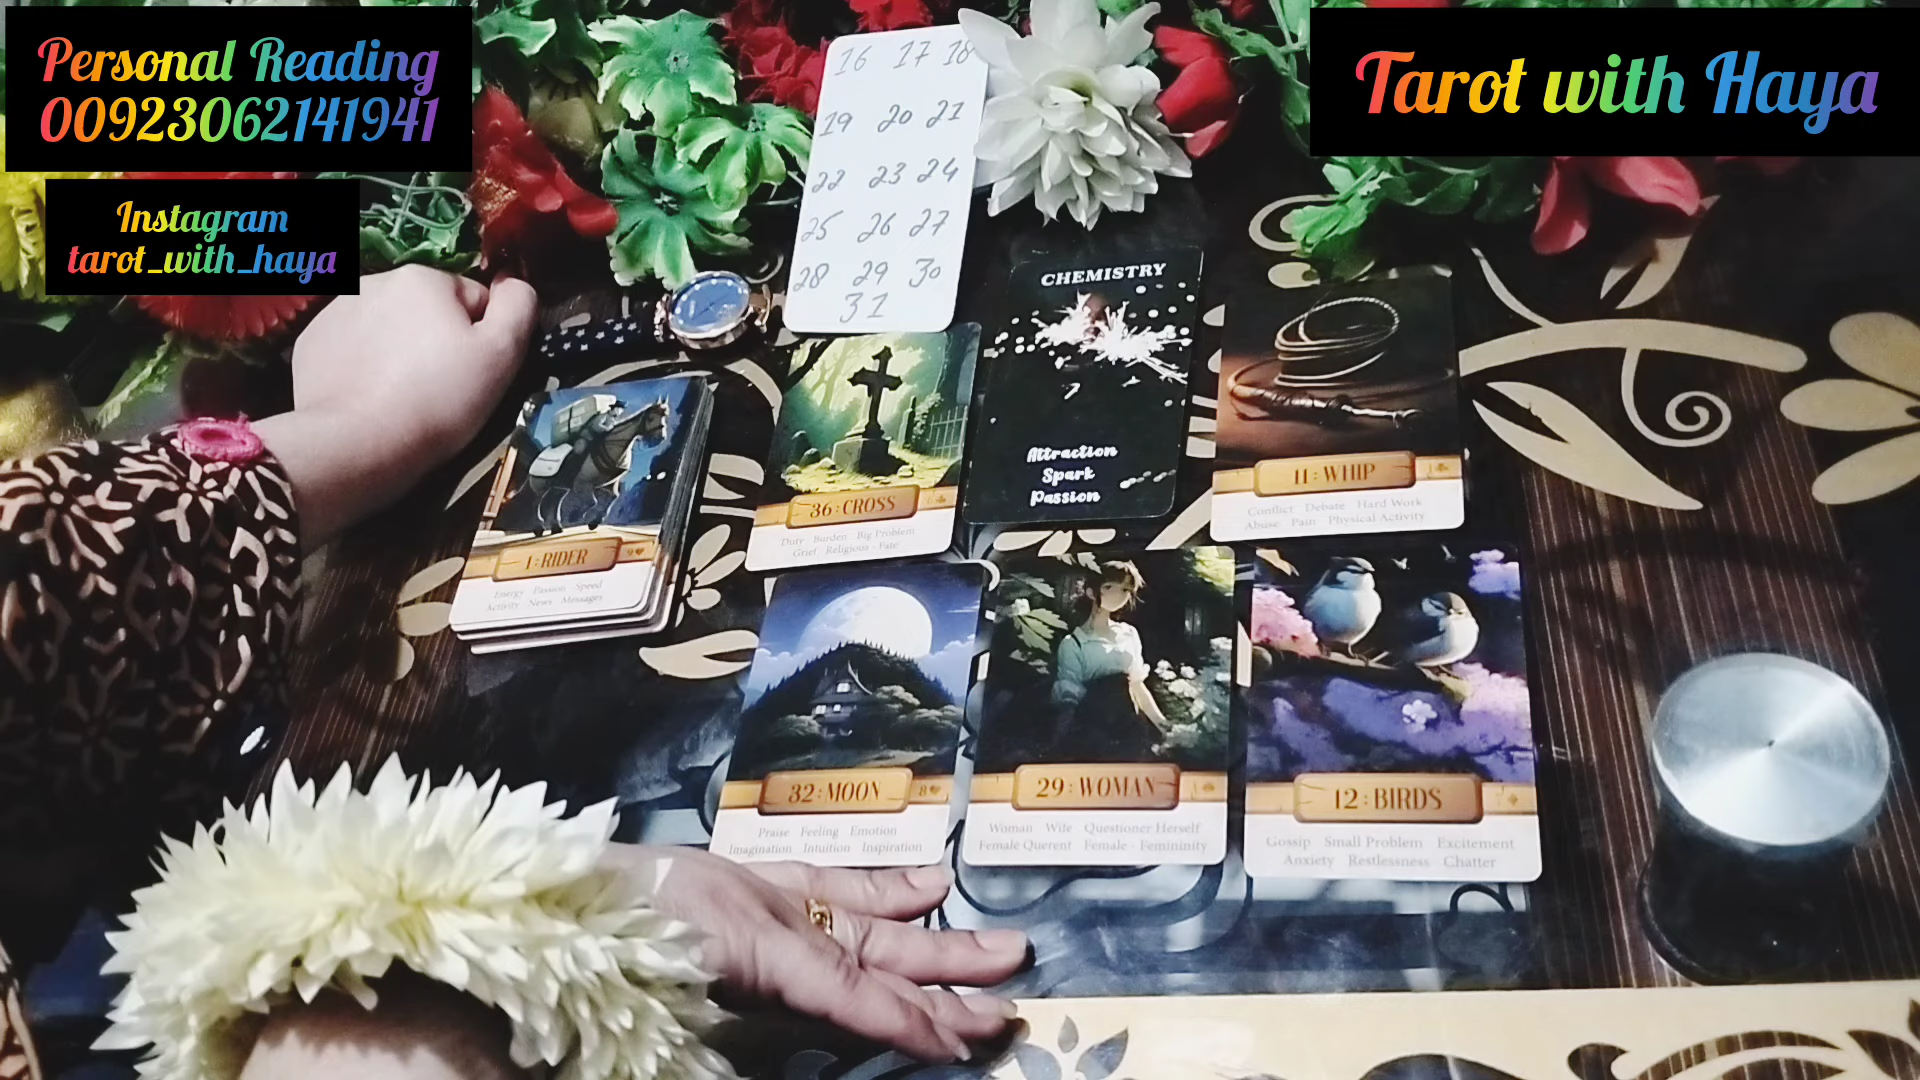 Personal Reading
00923062141941
Instagram
tarot_with_haya
Tarot with Haya
16 17 18
19 20 21
22 23 24
25 26 27
28 29 30
31
CHEMISTRY
Attraction
Spark
Passion
11: WHIP
Conflict Debate Hard Work
Abuse Pain Physical Activity
36: CROSS
6
Duty Burden Big Problem
Grief Religious - Fate
1: RIDER
9
Energy Passion Speed
Activity News Messages
32: MOON
8
Praise Feeling Emotion
Imagination Intuition Inspiration
29: WOMAN
Woman Wife Questioner Herself
Female Querent Female - Femininity
12: BIRDS
Gossip Small Problem Excitement
Anxiety Restlessness Chatter